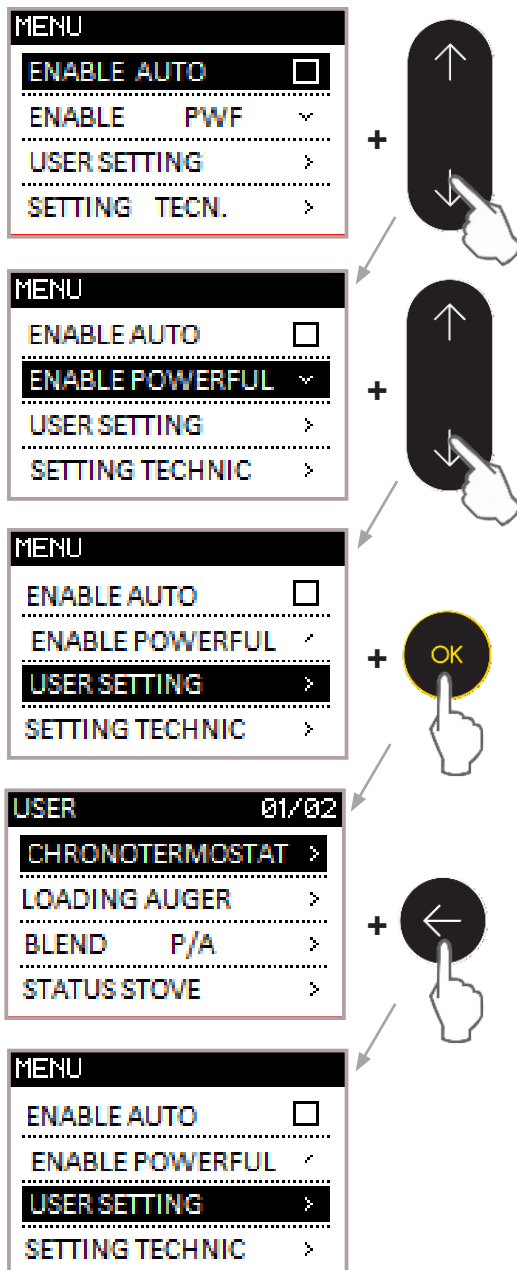 MENU
ENABLE AUTO
ENABLE PWF
USER SETTING >
SETTING TECN. >
+
MENU
ENABLE AUTO
ENABLE POWERFUL
USER SETTING >
SETTING TECHNIC >
+
MENU
ENABLE AUTO
ENABLE POWERFUL
USER SETTING >
SETTING TECHNIC >
+
OK
USER 01/02
CHRONOTERMOSTAT >
LOADING AUGER >
BLEND P/A >
STATUS STOVE >
+
MENU
ENABLE AUTO
ENABLE POWERFUL
USER SETTING >
SETTING TECHNIC >